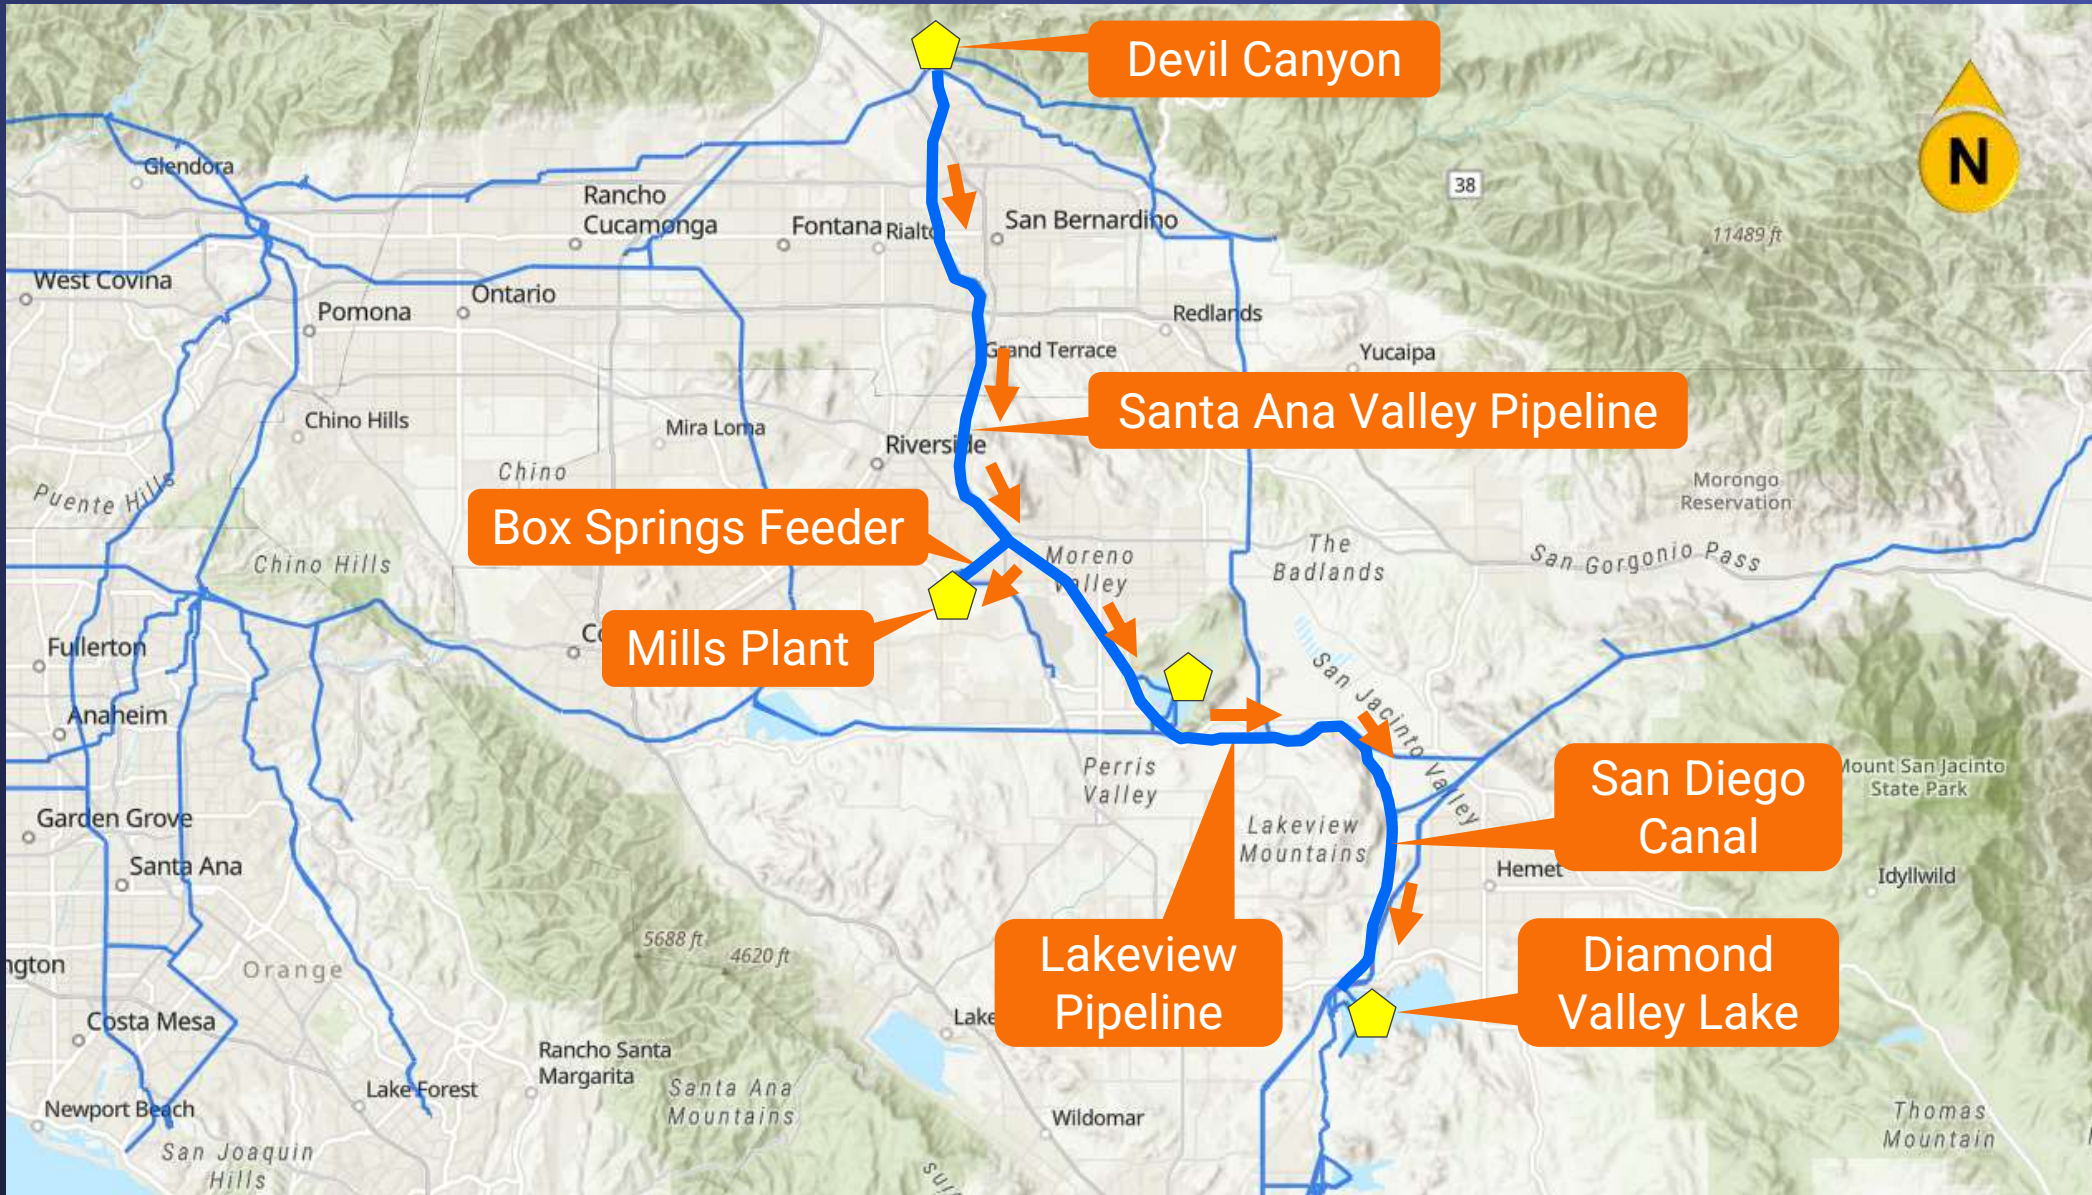 Devil Canyon
N
Glendora
38
Rancho
Cucamonga
Fontana
San Bernardino
11489 ft
West Covina
Ontario
Pomona
Redlands
Grand Terrace
Yucaipa
Santa Ana Valley Pipeline
Chino Hills
Mira Loma
Riverside
Chino
Puente Hills
Morongo
Reservation
Box Springs Feeder
Moreno
Valley
The
Badlands
San Gorgonio Pass
Chino Hills
Mills Plant
Fullerton
San Jacinto Valley
Anaheim
Perris
Valley
San Diego
Canal
Mount San Jacinto
State Park
Garden Grove
Lakeview
Mountains
Santa Ana
Hemet
Idyllwild
5688 ft
4620 ft
Orange
Lakeview
Pipeline
Diamond
Valley Lake
Costa Mesa
Lake
Rancho Santa
Margarita
Lake Forest
Santa Ana
Mountains
Newport Beach
Wildomar
Thomas
Mountain
San Joaquin
Hills